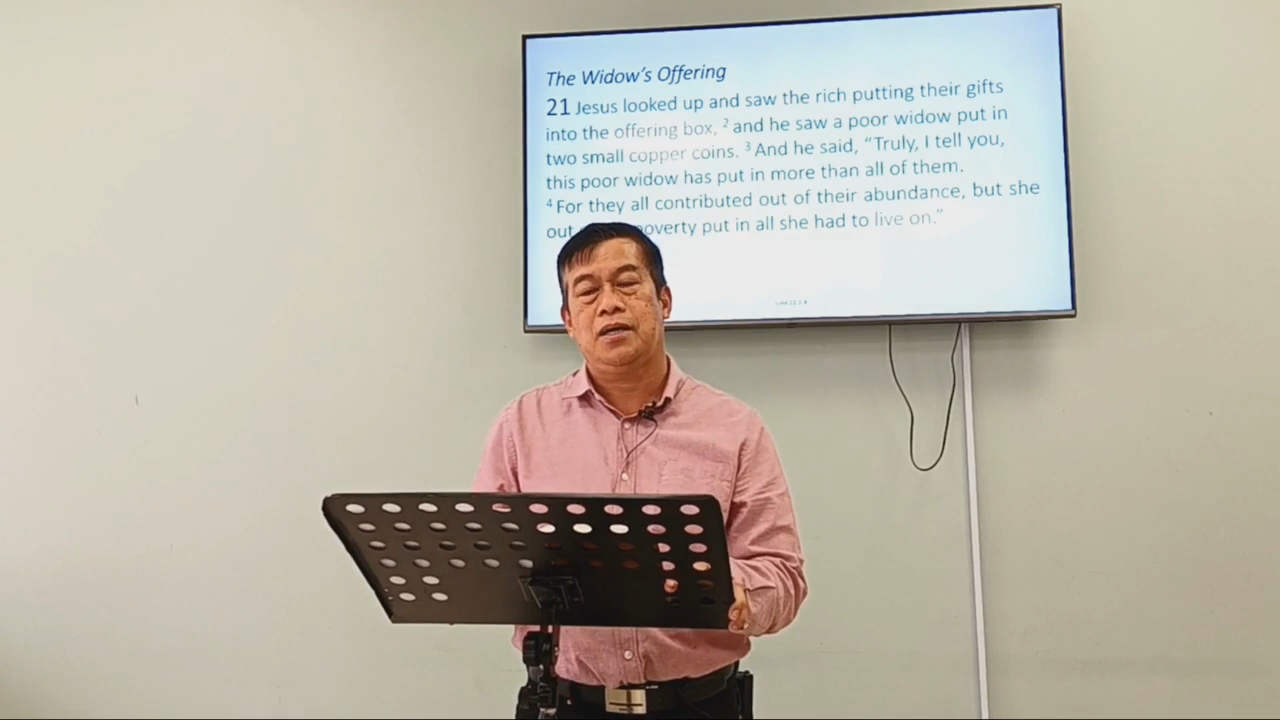 The Widow's Offering
21 Jesus looked up and saw the rich putting their gifts
into the offering box, 2 and he saw a poor widow put in
two small copper coins. 3 And he said, “Truly, I tell you,
this poor widow has put in more than all of them.
4 For they all contributed out of their abundance, but she
out poverty put in all she had to live on.”